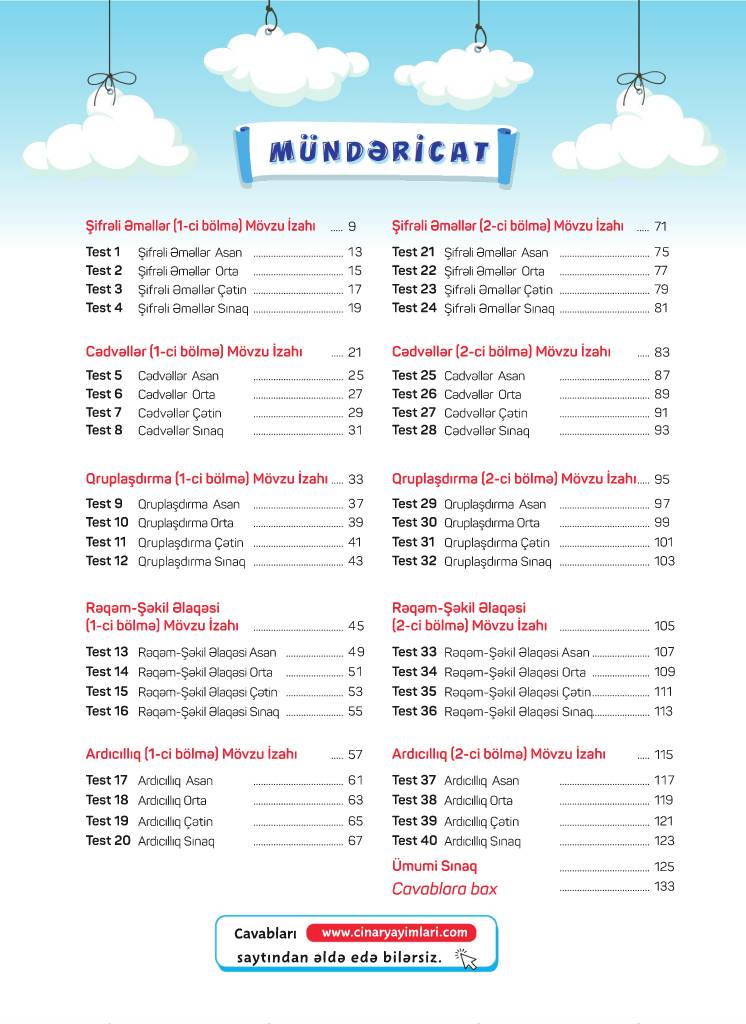 MÜNDƏRİCAT
Şifrəli Əməllər (1-ci bölmə) Mövzu İzahı ..... 9
Test 1 Şifrəli Əməllər Asan .................................. 13
Test 2 Şifrəli Əməllər Orta .................................. 15
Test 3 Şifrəli Əməllər Çətin .................................. 17
Test 4 Şifrəli Əməllər Sınaq .................................. 19
Cədvəllər (1-ci bölmə) Mövzu İzahı ..... 21
Test 5 Cədvəllər Asan .................................. 25
Test 6 Cədvəllər Orta .................................. 27
Test 7 Cədvəllər Çətin .................................. 29
Test 8 Cədvəllər Sınaq .................................. 31
Qruplaşdırma (1-ci bölmə) Mövzu İzahı ..... 33
Test 9 Qruplaşdırma Asan .................................. 37
Test 10 Qruplaşdırma Orta .................................. 39
Test 11 Qruplaşdırma Çətin .................................. 41
Test 12 Qruplaşdırma Sınaq .................................. 43
Rəqəm-Şəkil Əlaqəsi
(1-ci bölmə) Mövzu İzahı .................................. 45
Test 13 Rəqəm-Şəkil Əlaqəsi Asan ...................... 49
Test 14 Rəqəm-Şəkil Əlaqəsi Orta ...................... 51
Test 15 Rəqəm-Şəkil Əlaqəsi Çətin ...................... 53
Test 16 Rəqəm-Şəkil Əlaqəsi Sınaq ...................... 55
Ardıcıllıq (1-ci bölmə) Mövzu İzahı ..... 57
Test 17 Ardıcıllıq Asan .................................. 61
Test 18 Ardıcıllıq Orta .................................. 63
Test 19 Ardıcıllıq Çətin .................................. 65
Test 20 Ardıcıllıq Sınaq .................................. 67
Şifrəli Əməllər (2-ci bölmə) Mövzu İzahı ..... 71
Test 21 Şifrəli Əməllər Asan .................................. 75
Test 22 Şifrəli Əməllər Orta .................................. 77
Test 23 Şifrəli Əməllər Çətin .................................. 79
Test 24 Şifrəli Əməllər Sınaq .................................. 81
Cədvəllər (2-ci bölmə) Mövzu İzahı ..... 83
Test 25 Cədvəllər Asan .................................. 87
Test 26 Cədvəllər Orta .................................. 89
Test 27 Cədvəllər Çətin .................................. 91
Test 28 Cədvəllər Sınaq .................................. 93
Qruplaşdırma (2-ci bölmə) Mövzu İzahı ..... 95
Test 29 Qruplaşdırma Asan .................................. 97
Test 30 Qruplaşdırma Orta .................................. 99
Test 31 Qruplaşdırma Çətin .................................. 101
Test 32 Qruplaşdırma Sınaq .................................. 103
Rəqəm-Şəkil Əlaqəsi
(2-ci bölmə) Mövzu İzahı .................................. 105
Test 33 Rəqəm-Şəkil Əlaqəsi Asan ...................... 107
Test 34 Rəqəm-Şəkil Əlaqəsi Orta ...................... 109
Test 35 Rəqəm-Şəkil Əlaqəsi Çətin ...................... 111
Test 36 Rəqəm-Şəkil Əlaqəsi Sınaq ...................... 113
Ardıcıllıq (2-ci bölmə) Mövzu İzahı ..... 115
Test 37 Ardıcıllıq Asan .................................. 117
Test 38 Ardıcıllıq Orta .................................. 119
Test 39 Ardıcıllıq Çətin .................................. 121
Test 40 Ardıcıllıq Sınaq .................................. 123
Ümumi Sınaq .................................. 125
Cavablara bax .................................. 133
Cavabları www.cinaryayimlari.com
saytından əldə edə bilərsiz.